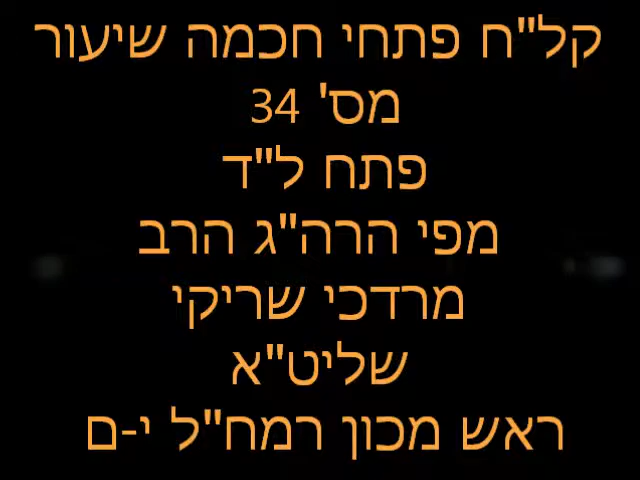 קל"ח פתחי חכמה שיעור
מס' 34
פתח ל"ד
מפי הרה"ג הרב
מרדכי שריקי
שליט"א
ראש מכון רמח"ל י-ם